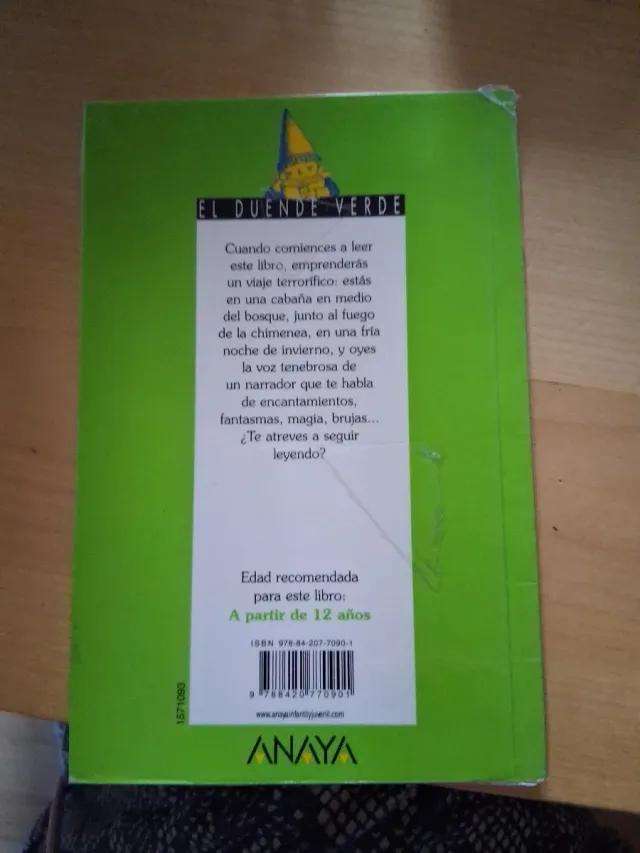 EL DUENDE VERDE
Cuando comiences a leer
este libro, emprenderás
un viaje terrorífico: estás
en una cabaña en medio
del bosque, junto al fuego
de la chimenea, en una fría
noche de invierno, y oyes
la voz tenebrosa de
un narrador que te habla
de encantamientos,
fantasmas, magia, brujas...
¿Te atreves a seguir
leyendo?
Edad recomendada
para este libro:
A partir de 12 años
ISBN 978-84-207-7090-1
9 788420 770901
www.anayainfantilyjuvenil.com
1571093
ANAYA